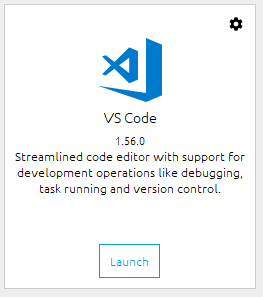 VS Code
1.56.0
Streamlined code editor with support for
development operations like debugging,
task running and version control.
Launch